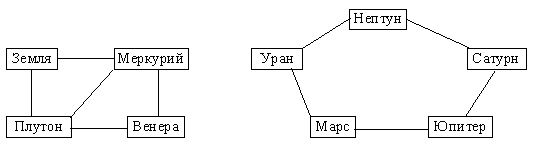 Нептун
Земля Меркурий Уран Сатурн
Плутон Венера Марс Юпитер